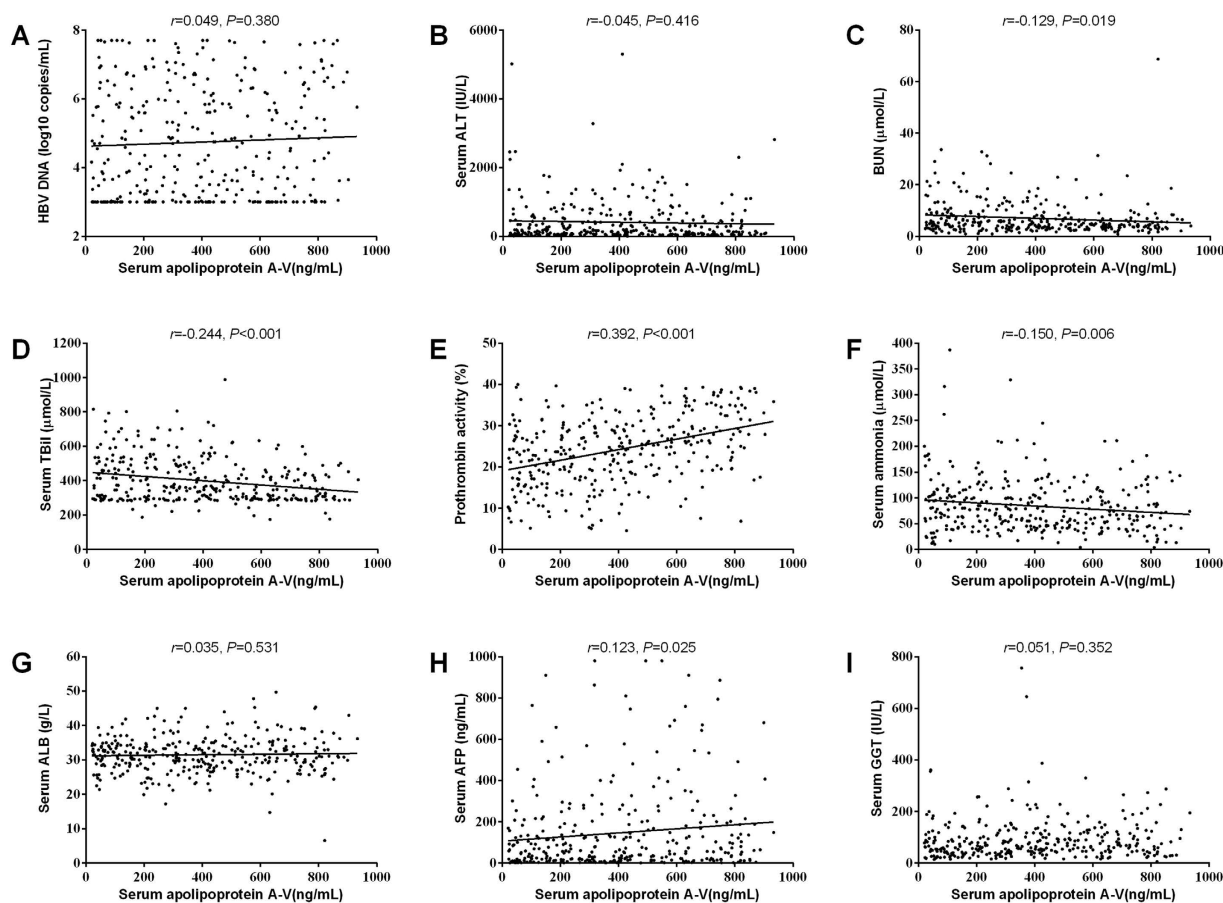 A
r=0.049, P=0.380
HBV DNA (log10 copies/mL)
8
6
4
2
0 200 400 600 800 1000
Serum apolipoprotein A-V(ng/mL)
B
r=-0.045, P=0.416
Serum ALT (IU/L)
6000
4000
2000
0
0 200 400 600 800 1000
Serum apolipoprotein A-V(ng/mL)
C
r=-0.129, P=0.019
BUN (μmol/L)
80
60
40
20
0
0 200 400 600 800 1000
Serum apolipoprotein A-V(ng/mL)
D
r=-0.244, P<0.001
Serum TBil (μmol/L)
1200
1000
800
600
400
200
0
0 200 400 600 800 1000
Serum apolipoprotein A-V(ng/mL)
E
r=0.392, P<0.001
Prothrombin activity (%)
50
40
30
20
10
0
0 200 400 600 800 1000
Serum apolipoprotein A-V(ng/mL)
F
r=-0.150, P=0.006
Serum ammonia (μmol/L)
400
350
300
250
200
150
100
50
0
0 200 400 600 800 1000
Serum apolipoprotein A-V(ng/mL)
G
r=0.035, P=0.531
Serum ALB (g/L)
60
50
40
30
20
10
0
0 200 400 600 800 1000
Serum apolipoprotein A-V(ng/mL)
H
r=0.123, P=0.025
Serum AFP (ng/mL)
1000
800
600
400
200
0
0 200 400 600 800 1000
Serum apolipoprotein A-V(ng/mL)
I
r=0.051, P=0.352
Serum GGT (IU/L)
800
600
400
200
0
0 200 400 600 800 1000
Serum apolipoprotein A-V(ng/mL)